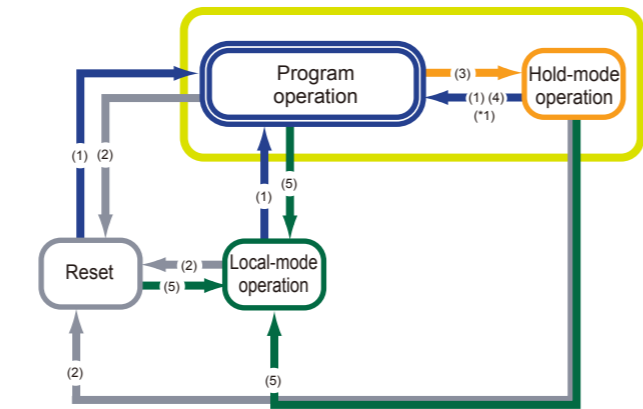 Program
operation
(3)
Hold-mode
operation
(1) (4)
(*1)
(1)
(2)
(1)
(5)
Reset
(2)
(5)
Local-mode
operation
(2)
(5)